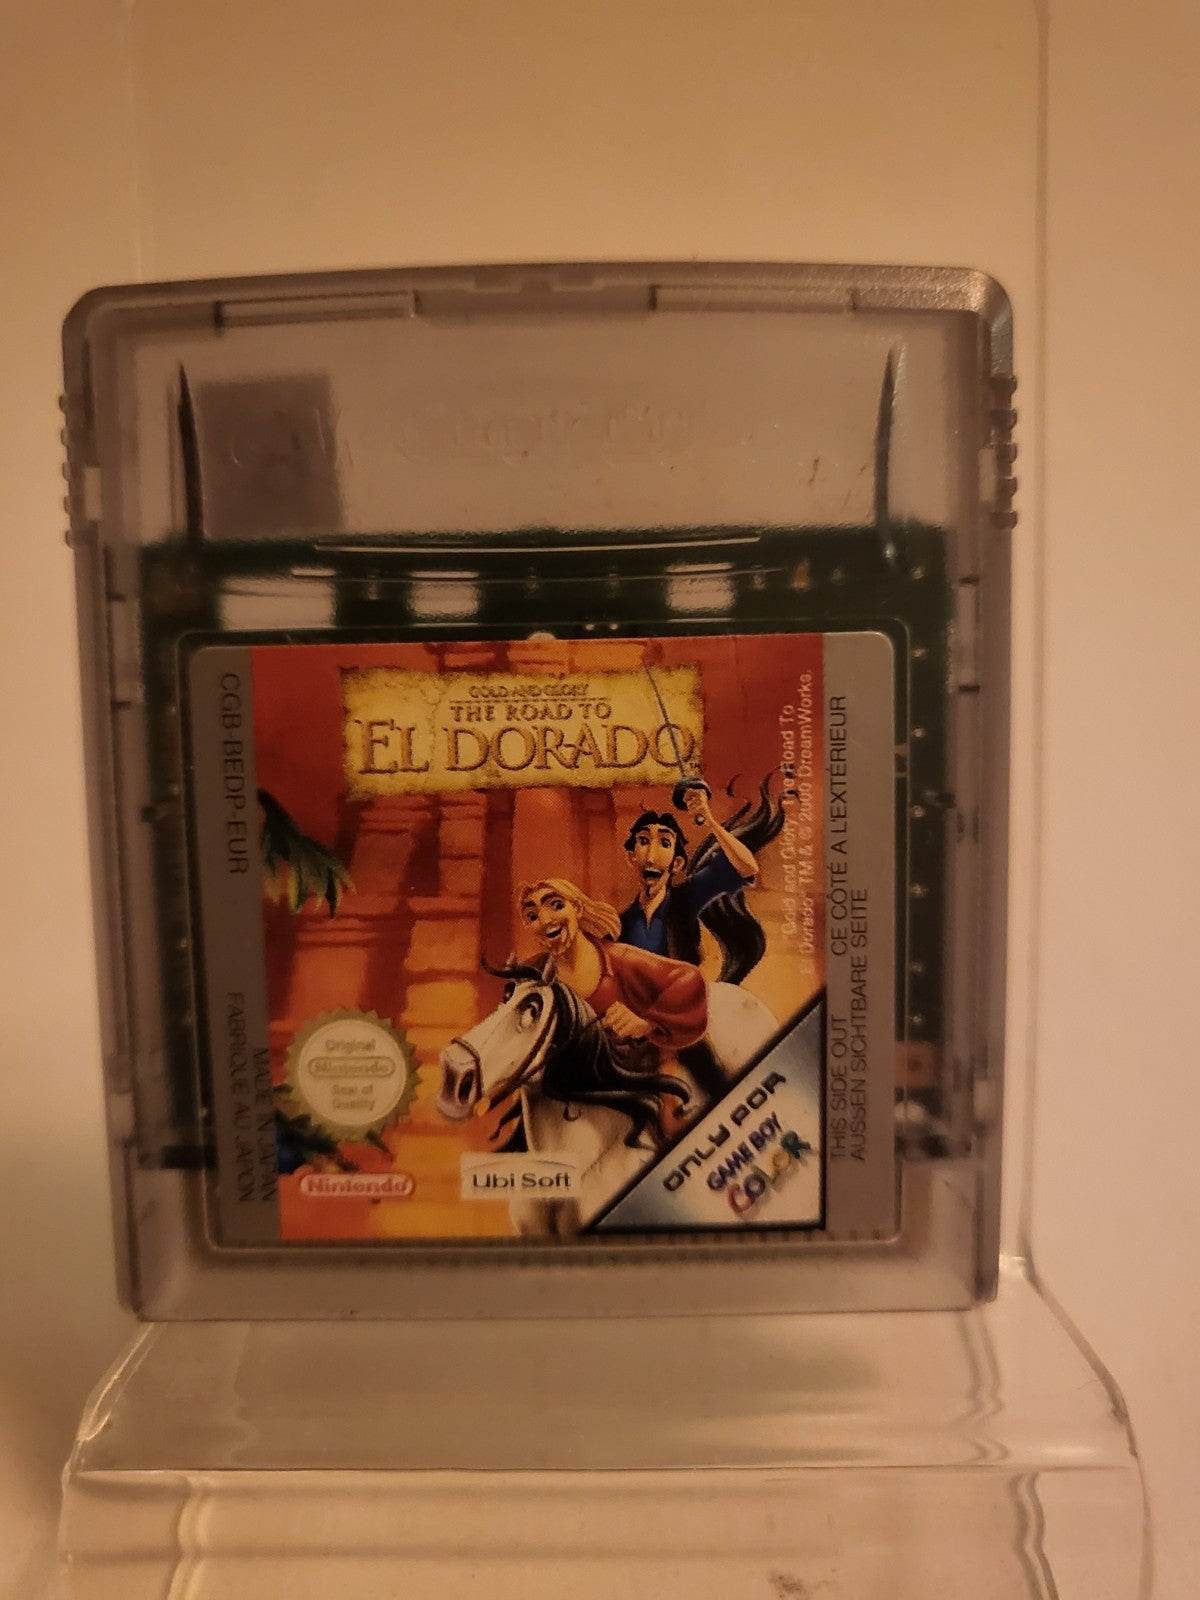 GOLD AND GLORY
THE ROAD TO
EL DORADO
CGB-BEDP-EUR
MADE IN JAPAN
FABRIQUÉ AU JAPON
Original
Nintendo
Seal of
Quality
Nintendo
Ubi Soft
ONLY FOR
GAME BOY
COLOR
Gold and Glory: The Road To
El Dorado TM & © 2000 DreamWorks.
THIS SIDE OUT CE CÔTÉ A L'EXTÉRIEUR
AUSSEN SICHTBARE SEITE